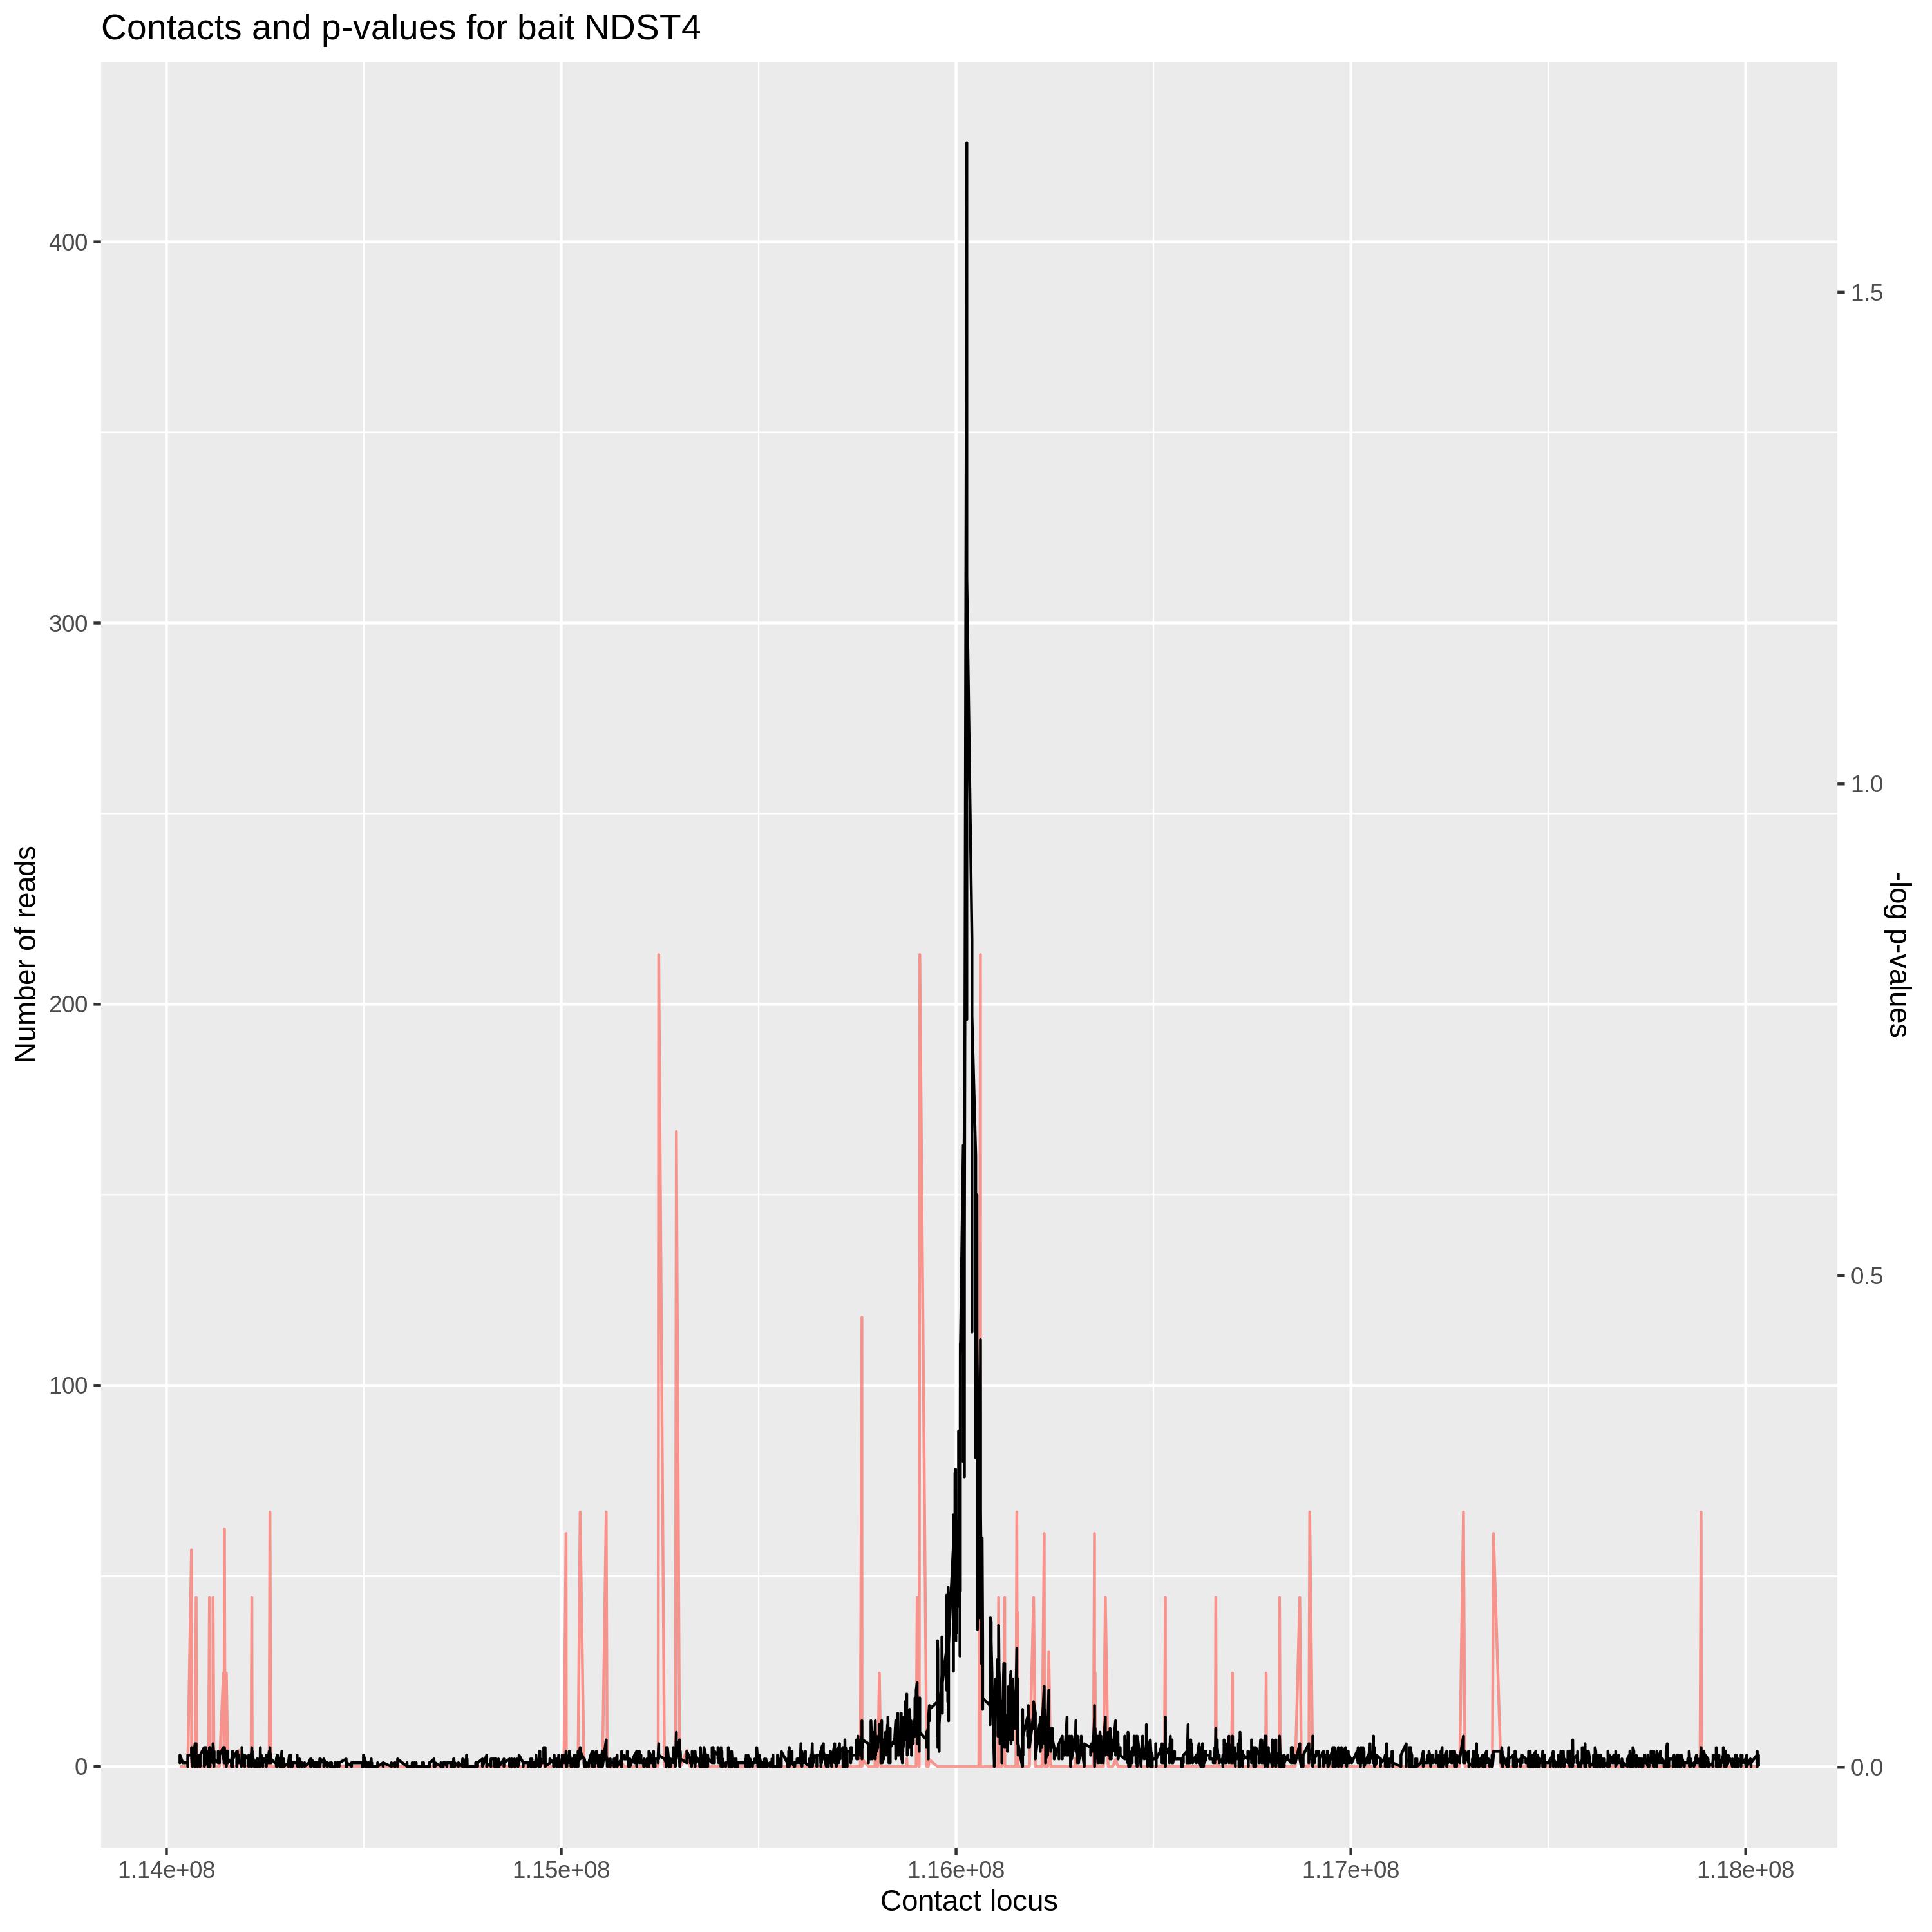 Contacts and p-values for bait NDST4
400
300
200
100
0
Number of reads
1.5
1.0
0.5
0.0
-log p-values
1.14e+08
1.15e+08
1.16e+08
1.17e+08
1.18e+08
Contact locus